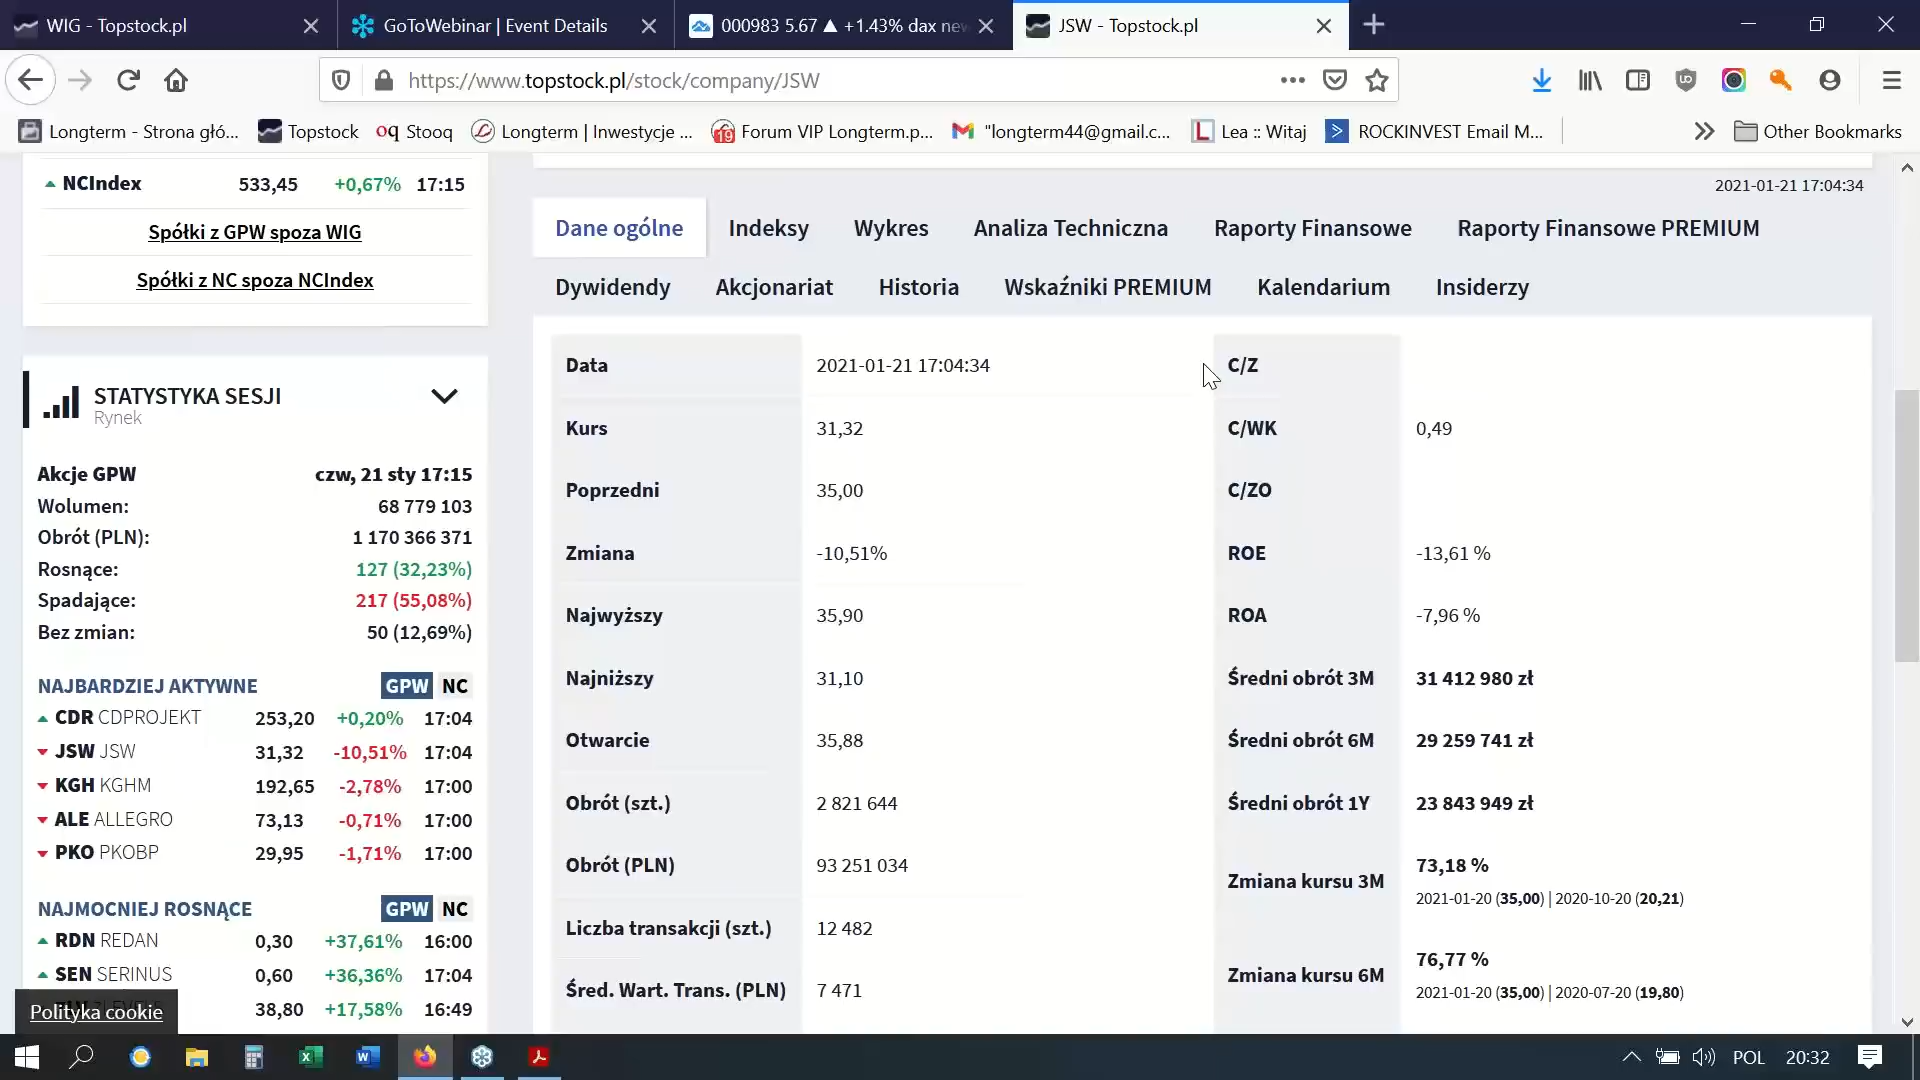 WIG - Topstock.pl
GoToWebinar | Event Details
000983 5.67 ▲ +1.43% dax ne
JSW - Topstock.pl
https://www.topstock.pl/stock/company/JSW
Longterm - Strona głó...
Topstock
Stooq
Longterm | Inwestycje ...
19
Forum VIP Longterm.p...
"longterm44@gmail.c...
Lea :: Witaj
ROCKINVEST Email M...
Other Bookmarks
NCIndex 533,45 +0,67% 17:15
Spółki z GPW spoza WIG
Spółki z NC spoza NCIndex
STATYSTYKA SESJI
Rynek
Akcje GPW czw, 21 sty 17:15
Wolumen: 68 779 103
Obrót (PLN): 1 170 366 371
Rosnące: 127 (32,23%)
Spadające: 217 (55,08%)
Bez zmian: 50 (12,69%)
NAJBARDZIEJ AKTYWNE GPW NC
CDR CDPROJEKT 253,20 +0,20% 17:04
JSW JSW 31,32 -10,51% 17:04
KGH KGHM 192,65 -2,78% 17:00
ALE ALLEGRO 73,13 -0,71% 17:00
PKO PKOBP 29,95 -1,71% 17:00
NAJMOCNIEJ ROSNĄCE GPW NC
RDN REDAN 0,30 +37,61% 16:00
SEN SERINUS 0,60 +36,36% 17:04
38,80 +17,58% 16:49
Polityka cookie
2021-01-21 17:04:34
Dane ogólne Indeksy Wykres Analiza Techniczna Raporty Finansowe Raporty Finansowe PREMIUM
Dywidendy Akcjonariat Historia Wskaźniki PREMIUM Kalendarium Insiderzy
Data 2021-01-21 17:04:34
Kurs 31,32
Poprzedni 35,00
Zmiana -10,51%
Najwyższy 35,90
Najniższy 31,10
Otwarcie 35,88
Obrót (szt.) 2 821 644
Obrót (PLN) 93 251 034
Liczba transakcji (szt.) 12 482
Śred. Wart. Trans. (PLN) 7 471
C/Z
C/WK 0,49
C/ZO
ROE -13,61 %
ROA -7,96 %
Średni obrót 3M 31 412 980 zł
Średni obrót 6M 29 259 741 zł
Średni obrót 1Y 23 843 949 zł
Zmiana kursu 3M 73,18 %
2021-01-20 (35,00) | 2020-10-20 (20,21)
Zmiana kursu 6M 76,77 %
2021-01-20 (35,00) | 2020-07-20 (19,80)
POL 20:32